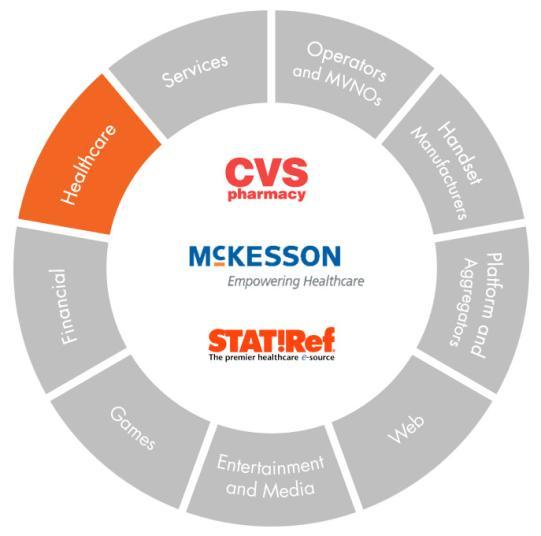 Services
Operators
and MVNOs
Handset
Manufacturers
Platform and
Aggregators
Web
Entertainment
and Media
Games
Financial
Healthcare
CVS
pharmacy
McKESSON
Empowering Healthcare
STAT!Ref
The premier healthcare e-source